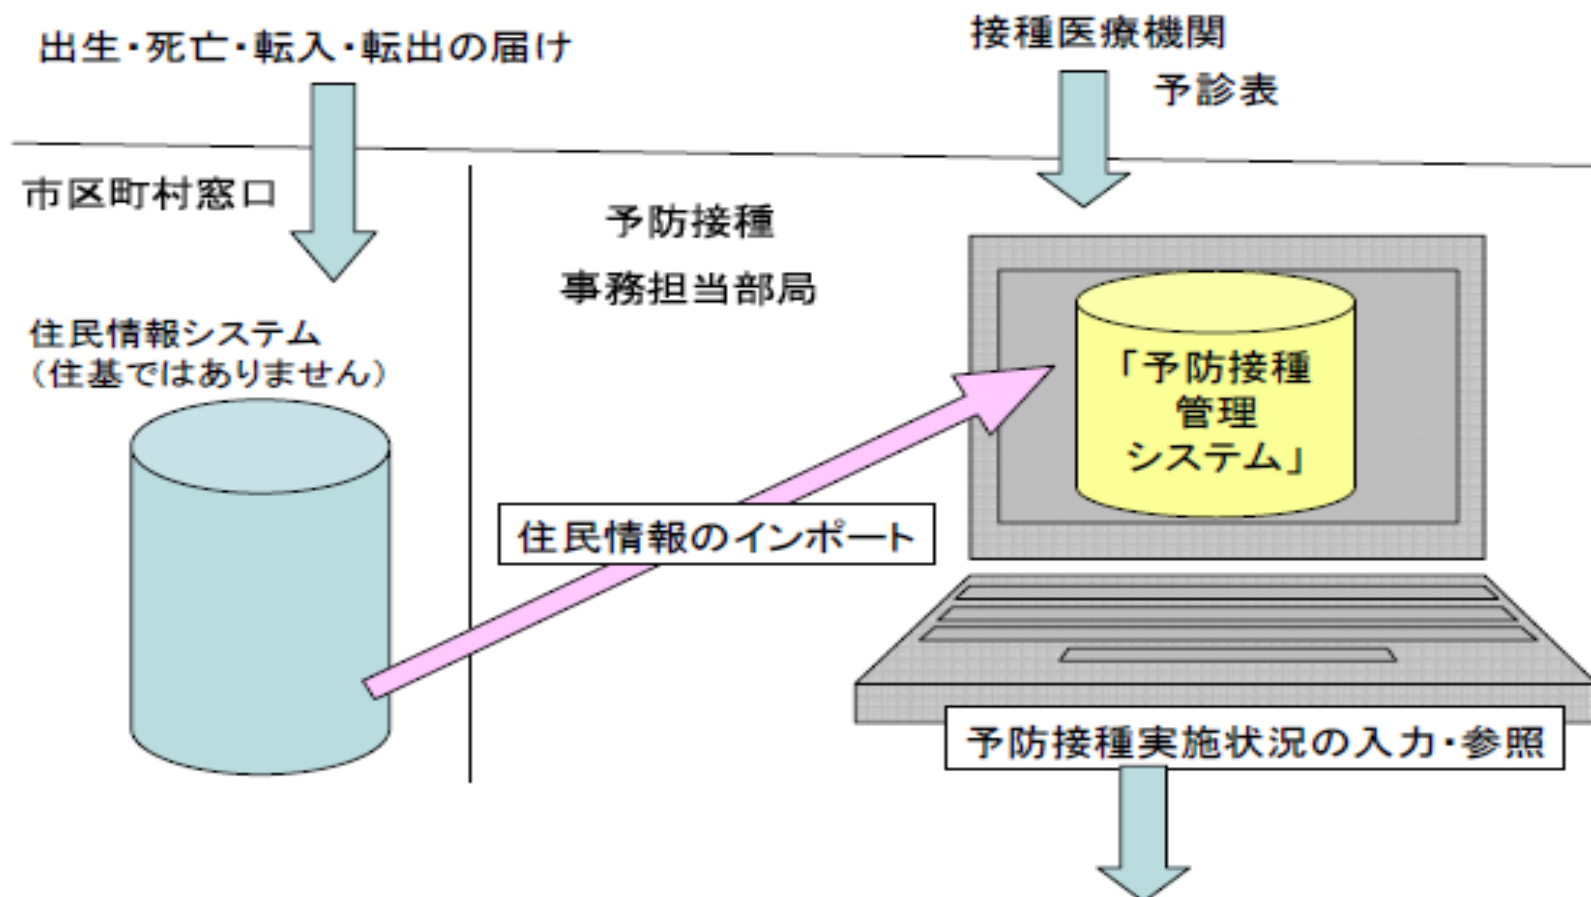 出生・死亡・転入・転出の届け
接種医療機関
予診表
市区町村窓口
予防接種
事務担当部局
住民情報システム
（住基ではありません）
「予防接種
管理
システム」
住民情報のインポート
予防接種実施状況の入力・参照